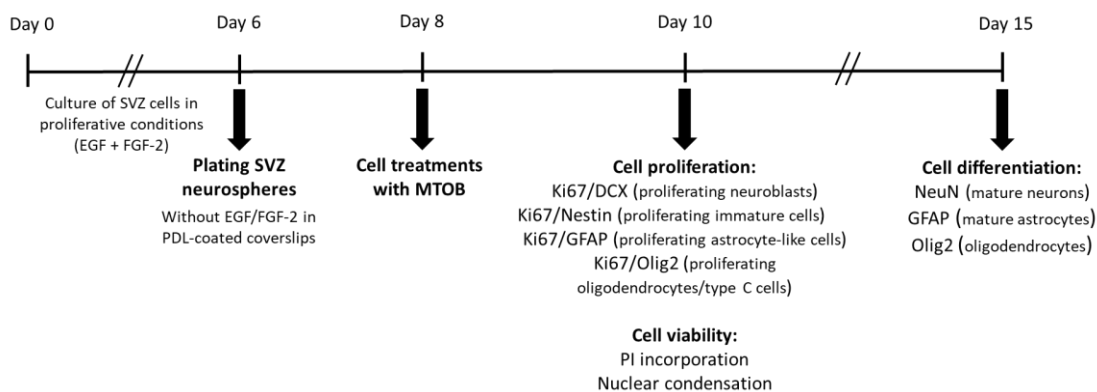 Day 0
Day 6
Day 8
Day 10
Day 15
Culture of SVZ cells in
proliferative conditions
(EGF + FGF-2)
Plating SVZ
neurospheres
Without EGF/FGF-2 in
PDL-coated coverslips
Cell treatments
with MTOB
Cell proliferation:
Ki67/DCX (proliferating neuroblasts)
Ki67/Nestin (proliferating immature cells)
Ki67/GFAP (proliferating astrocyte-like cells)
Ki67/Olig2 (proliferating
oligodendrocytes/type C cells)
Cell viability:
PI incorporation
Nuclear condensation
Cell differentiation:
NeuN (mature neurons)
GFAP (mature astrocytes)
Olig2 (oligodendrocytes)